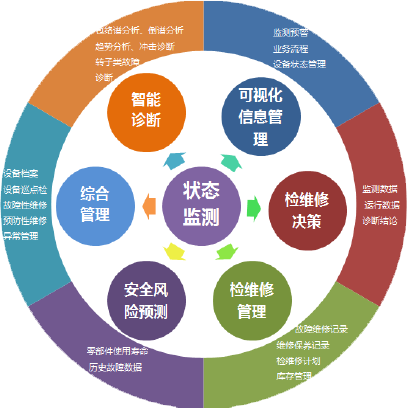 包络谱分析、倒谱分析
趋势分析、冲击诊断
转子类故障
诊断
监测预警
业务流程
设备状态管理
智能
诊断
可视化
信息管
理
设备档案
设备巡点检
故障性维修
预防性维修
异常管理
综合
管理
状态
监测
检维修
决策
监测数据
运行数据
诊断结论
安全风
险预测
检维修
管理
零部件使用寿命
历史故障数据
故障维修记录
维修保养记录
检维修计划
库存管理